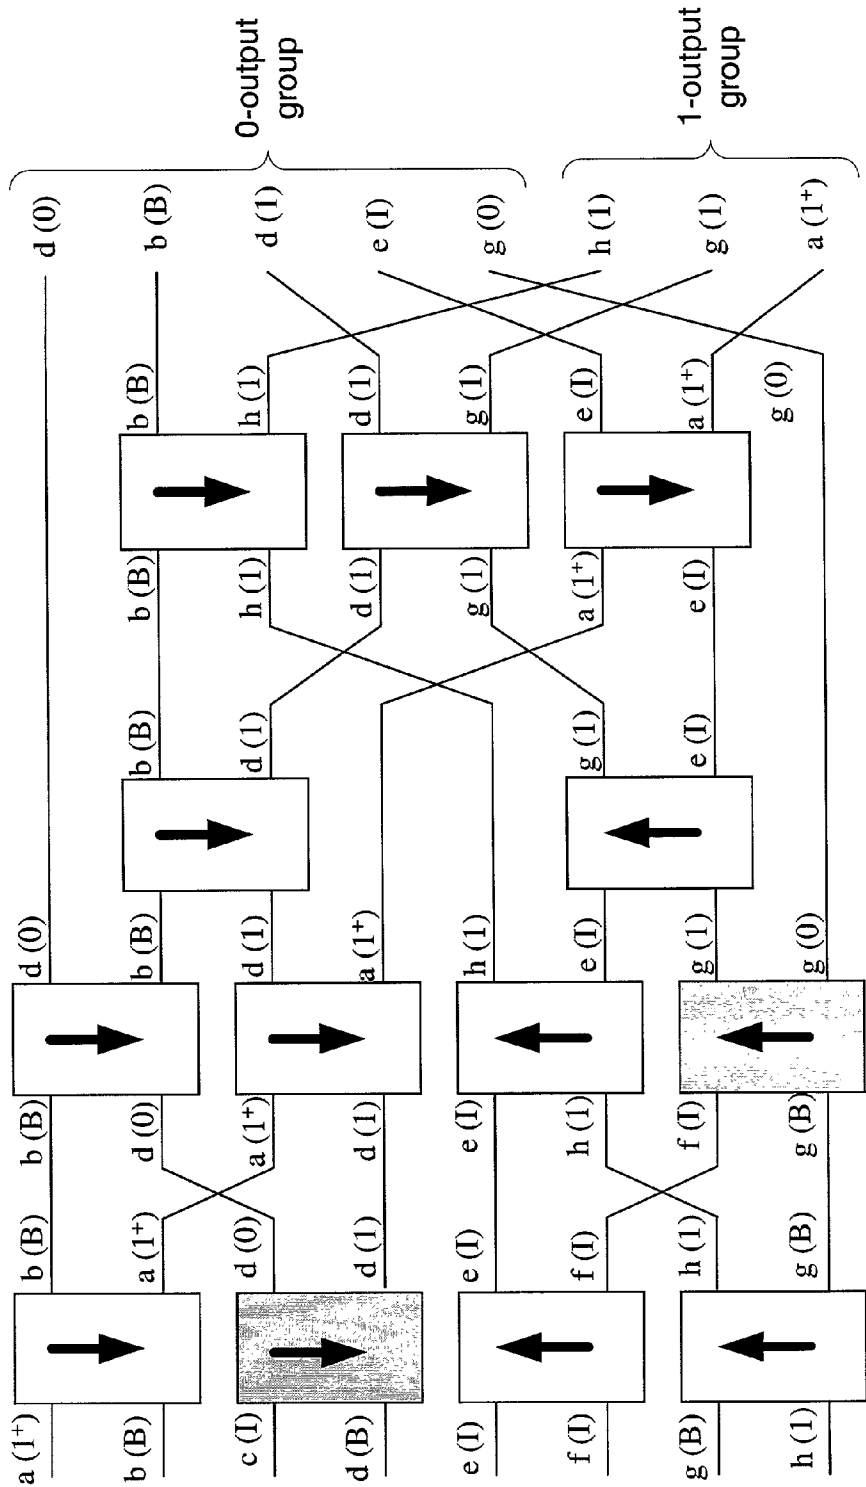 a (1+)
b (B)
c (I)
d (B)
e (I)
f (I)
g (B)
h (1)
b (B)
a (1+)
d (0)
d (1)
e (I)
f (I)
h (1)
g (B)
b (B)
d (0)
a (1+)
d (1)
e (I)
h (1)
f (I)
g (B)
d (0)
b (B)
d (1)
a (1+)
h (1)
e (I)
g (1)
g (0)
b (B)
d (1)
g (1)
e (I)
b (B)
h (1)
d (1)
g (1)
a (1+)
e (I)
b (B)
h (1)
d (1)
g (1)
e (I)
a (1+)
g (0)
d (0)
b (B)
d (1)
e (I)
g (0)
h (1)
g (1)
a (1+)
0-output
group
1-output
group